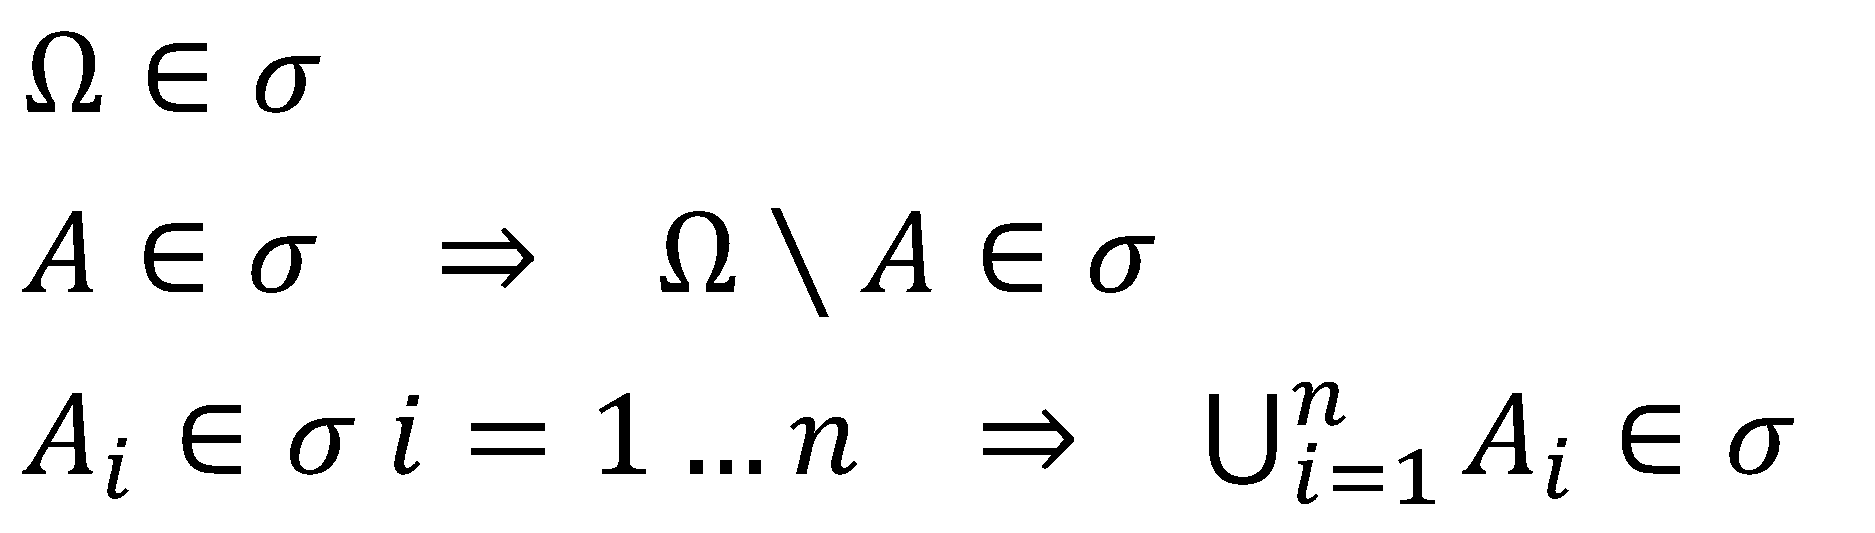 Ω ∈ σ
A ∈ σ ⇒ Ω \ A ∈ σ
A_i ∈ σ i = 1 … n ⇒ ⋃_{i=1}^{n} A_i ∈ σ